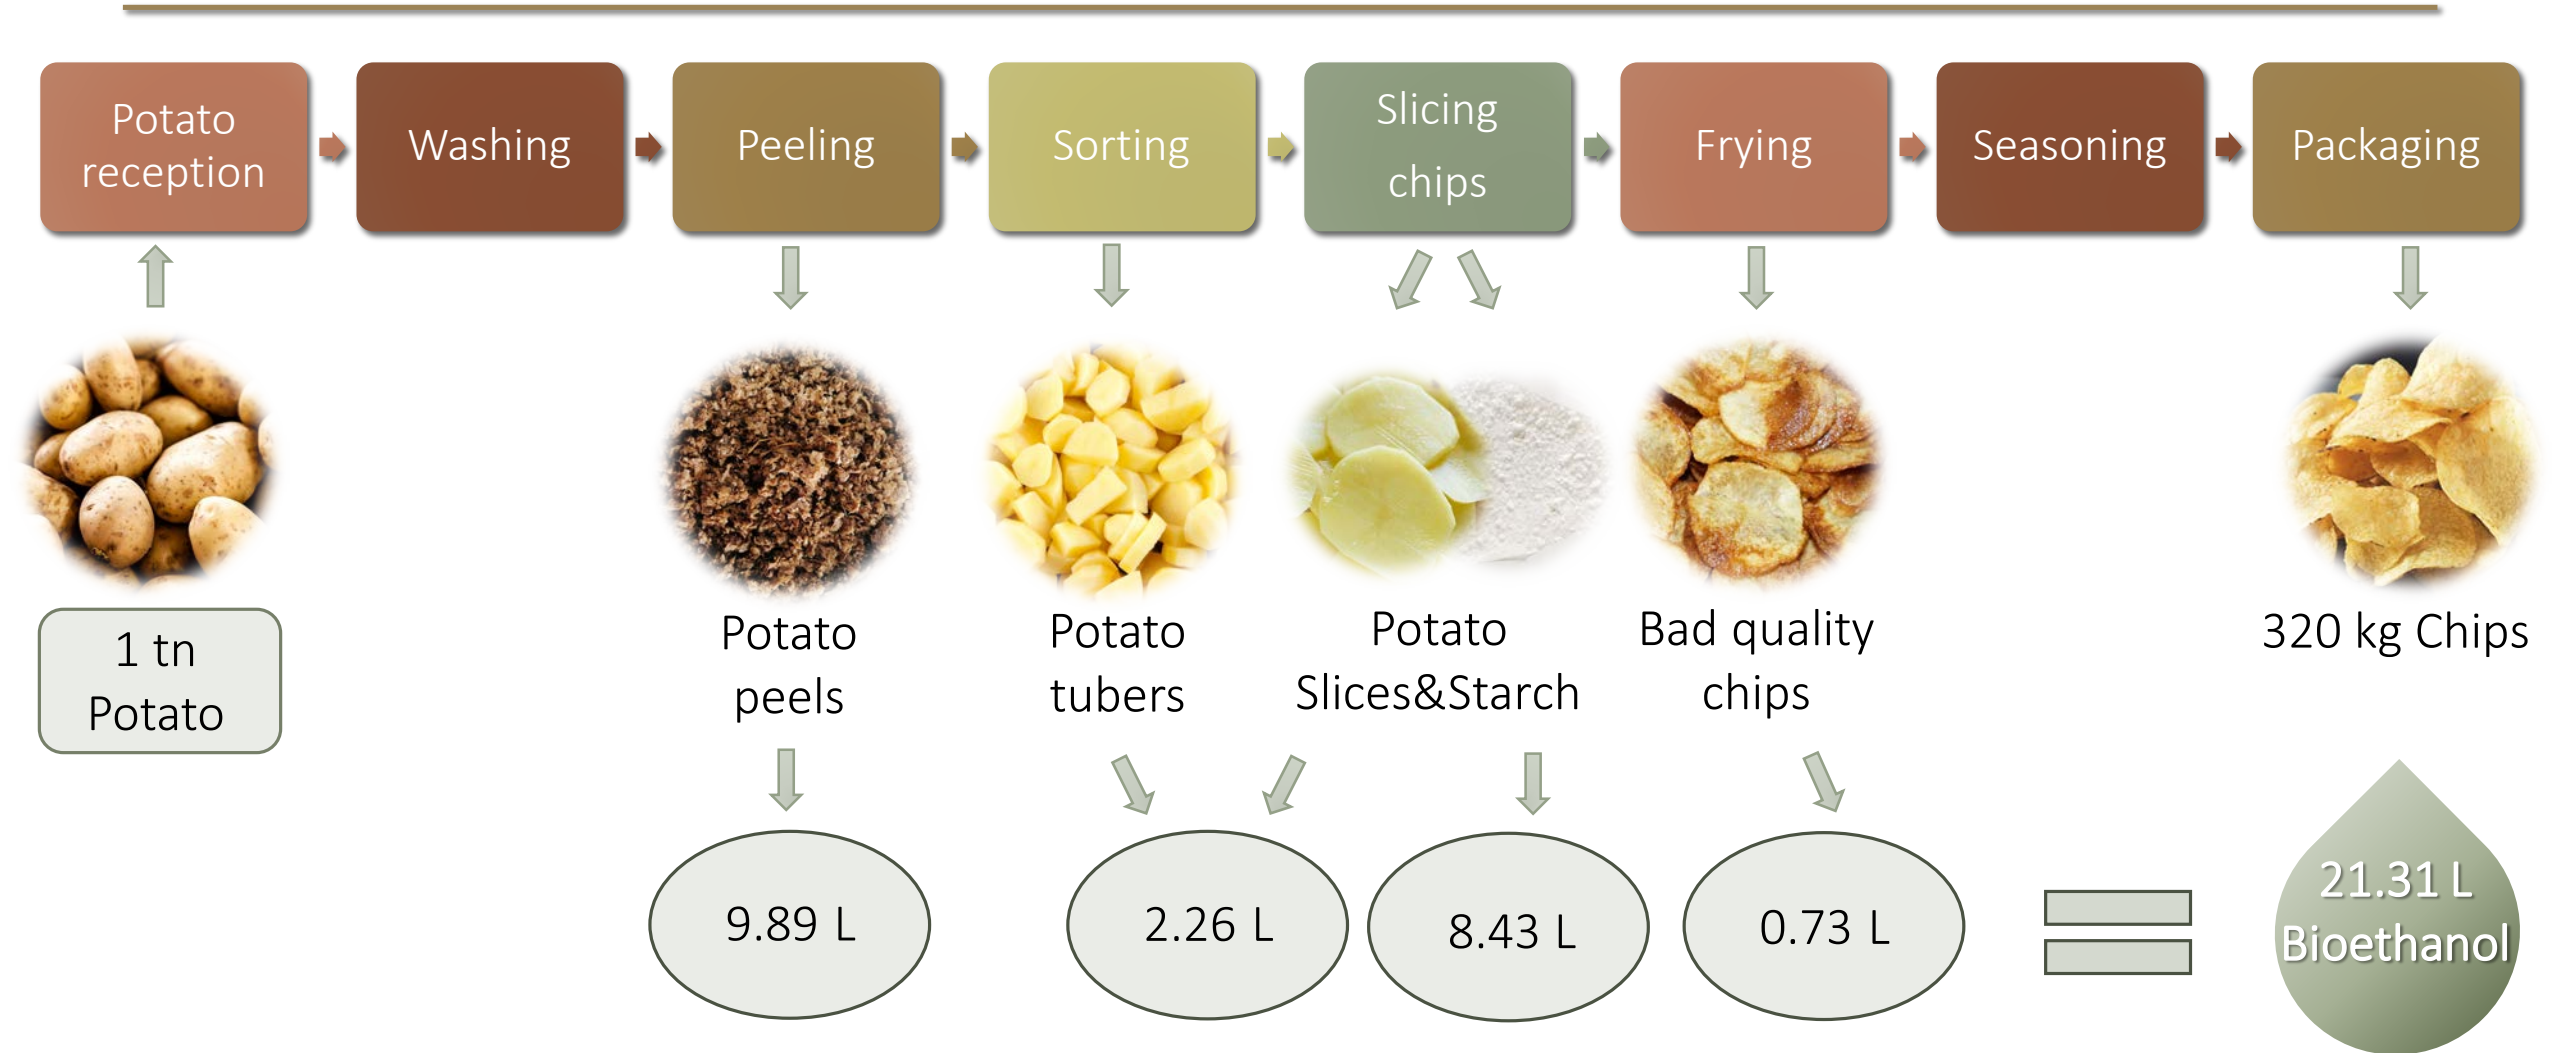 Potato
reception
Washing
Peeling
Sorting
Slicing
chips
Frying
Seasoning
Packaging
1 tn
Potato
Potato
peels
Potato
tubers
Potato
Slices&Starch
Bad quality
chips
320 kg Chips
9.89 L
2.26 L
8.43 L
0.73 L
21.31 L
Bioethanol